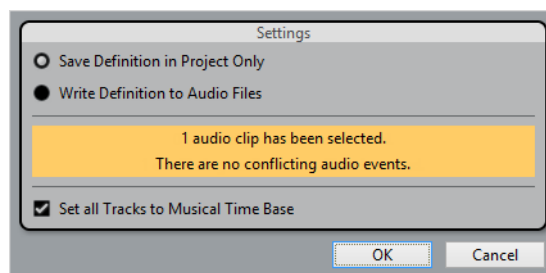 Settings
Save Definition in Project Only
Write Definition to Audio Files
1 audio clip has been selected.
There are no conflicting audio events.
Set all Tracks to Musical Time Base
OK
Cancel